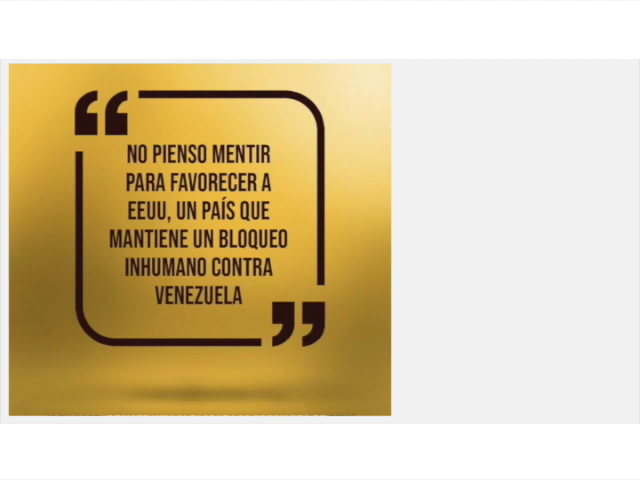 NO PIENSO MENTIR
PARA FAVORECER A
EEUU, UN PAÍS QUE
MANTIENE UN BLOQUEO
INHUMANO CONTRA
VENEZUELA